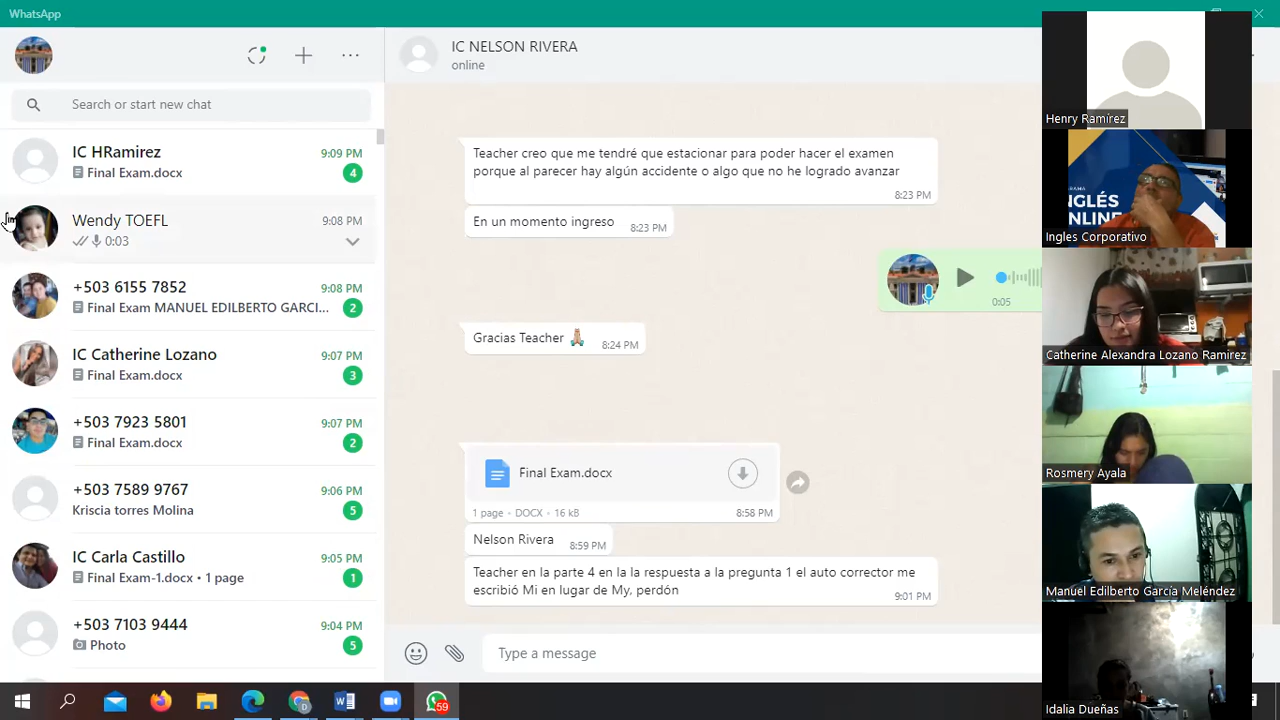 WhatsApp
Search or start new chat
IC HRamirez
9:09 PM
Final Exam.docx
4
Wendy TOEFL
9:08 PM
0:03
+503 6155 7852
9:08 PM
Final Exam MANUEL EDILBERTO GARCI...
2
IC Catherine Lozano
9:07 PM
Final Exam.docx
3
+503 7923 5801
9:07 PM
Final Exam.docx
2
+503 7589 9767
9:06 PM
Kriscia torres Molina
5
IC Carla Castillo
9:05 PM
Final Exam-1.docx • 1 page
1
+503 7103 9444
9:04 PM
Photo
5
IC NELSON RIVERA
online
Teacher creo que me tendré que estacionar para poder hacer el examen
porque al parecer hay algún accidente o algo que no he logrado avanzar
8:23 PM
En un momento ingreso
8:23 PM
0:05
Gracias Teacher
8:24 PM
Final Exam.docx
1 page • DOCX • 16 kB
8:58 PM
Nelson Rivera
8:59 PM
Teacher en la parte 4 en la la respuesta a la pregunta 1 el auto corrector me
escribió Mi en lugar de My, perdón
9:01 PM
Type a message
Henry Ramírez
INGLÉS
ONLINE
Ingles Corporativo
Catherine Alexandra Lozano Ramirez
Rosmery Ayala
Manuel Edilberto García Meléndez
Idalia Dueñas
59